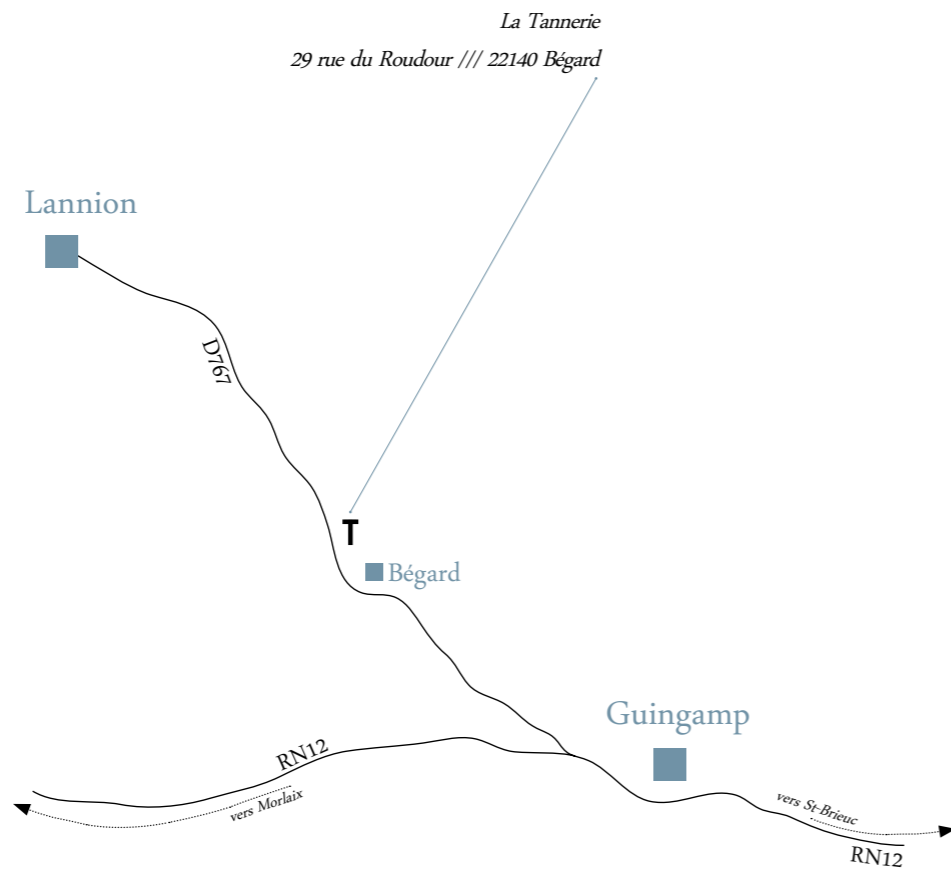 La Tannerie
29 rue du Roudour /// 22140 Bégard
Lannion
D767
T
Bégard
Guingamp
RN12
vers Morlaix
vers St-Brieuc
RN12